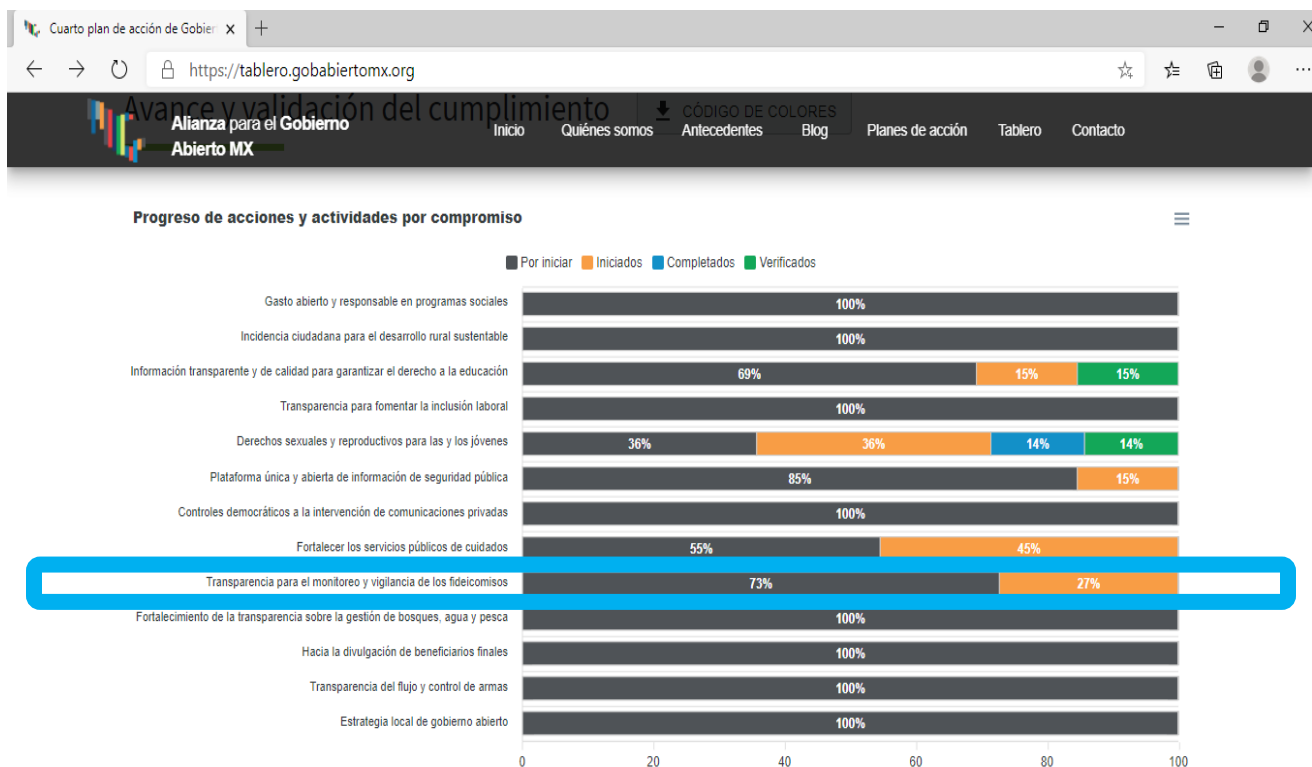 Cuarto plan de acción de Gobier
https://tablero.gobabiertomx.org
Avance y validación del cumplimiento
CÓDIGO DE COLORES
Alianza para el Gobierno
Abierto MX
Inicio Quiénes somos Antecedentes Blog Planes de acción Tablero Contacto
Progreso de acciones y actividades por compromiso
Por iniciar Iniciados Completados Verificados
Gasto abierto y responsable en programas sociales 100%
Incidencia ciudadana para el desarrollo rural sustentable 100%
Información transparente y de calidad para garantizar el derecho a la educación 69% 15% 15%
Transparencia para fomentar la inclusión laboral 100%
Derechos sexuales y reproductivos para las y los jóvenes 36% 36% 14% 14%
Plataforma única y abierta de información de seguridad pública 85% 15%
Controles democráticos a la intervención de comunicaciones privadas 100%
Fortalecer los servicios públicos de cuidados 55% 45%
Transparencia para el monitoreo y vigilancia de los fideicomisos 73% 27%
Fortalecimiento de la transparencia sobre la gestión de bosques, agua y pesca 100%
Hacia la divulgación de beneficiarios finales 100%
Transparencia del flujo y control de armas 100%
Estrategia local de gobierno abierto 100%
0 20 40 60 80 100